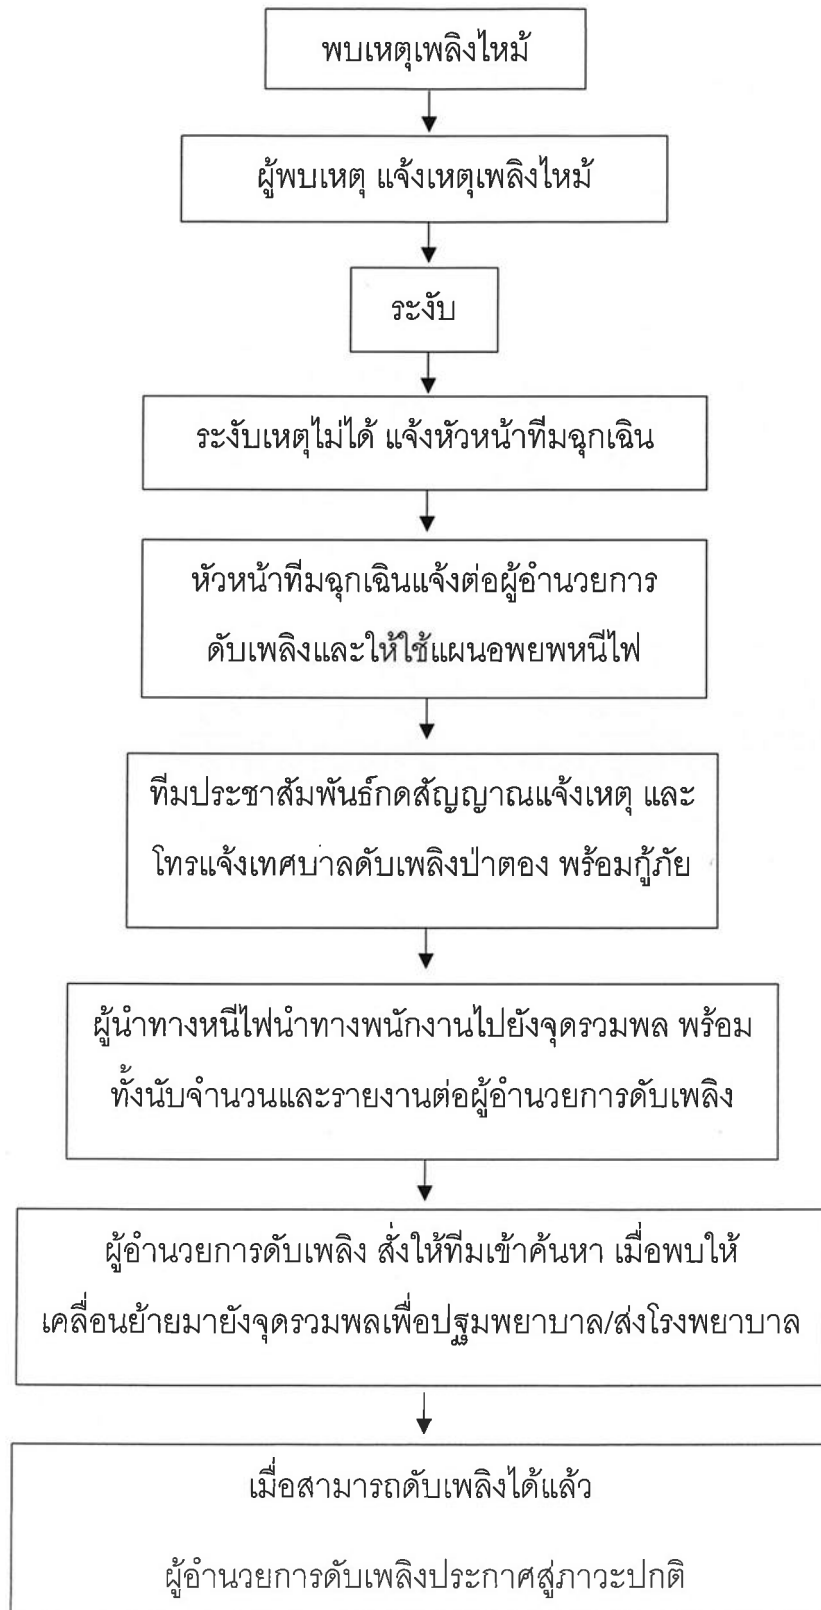 พบเหตุเพลิงไหม้
ผู้พบเหตุ แจ้งเหตุเพลิงไหม้
ระงับ
ระงับเหตุไม่ได้ แจ้งหัวหน้าทีมฉุกเฉิน
หัวหน้าทีมฉุกเฉินแจ้งต่อผู้อำนวยการ
ดับเพลิงและให้ใช้แผนอพยพหนีไฟ
ทีมประชาสัมพันธ์กดสัญญาณแจ้งเหตุ และ
โทรแจ้งเทศบาลดับเพลิงป่าตอง พร้อมกู้ภัย
ผู้นำทางหนีไฟนำทางพนักงานไปยังจุดรวมพล พร้อม
ทั้งนับจำนวนและรายงานต่อผู้อำนวยการดับเพลิง
ผู้อำนวยการดับเพลิง สั่งให้ทีมเข้าค้นหา เมื่อพบให้
เคลื่อนย้ายมายังจุดรวมพลเพื่อปฐมพยาบาล/ส่งโรงพยาบาล
เมื่อสามารถดับเพลิงได้แล้ว
ผู้อำนวยการดับเพลิงประกาศสู่ภาวะปกติ